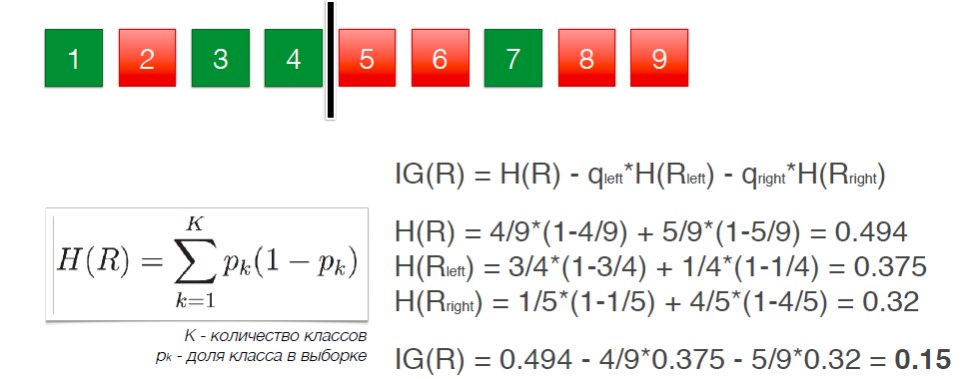 1 2 3 4 5 6 7 8 9
IG(R) = H(R) - qleft*H(Rleft) - qright*H(Rright)
H(R) = \sum_{k=1}^{K} p_k(1 - p_k)
H(R) = 4/9*(1-4/9) + 5/9*(1-5/9) = 0.494
H(Rleft) = 3/4*(1-3/4) + 1/4*(1-1/4) = 0.375
H(Rright) = 1/5*(1-1/5) + 4/5*(1-4/5) = 0.32
K - количество классов
pk - доля класса в выборке
IG(R) = 0.494 - 4/9*0.375 - 5/9*0.32 = 0.15